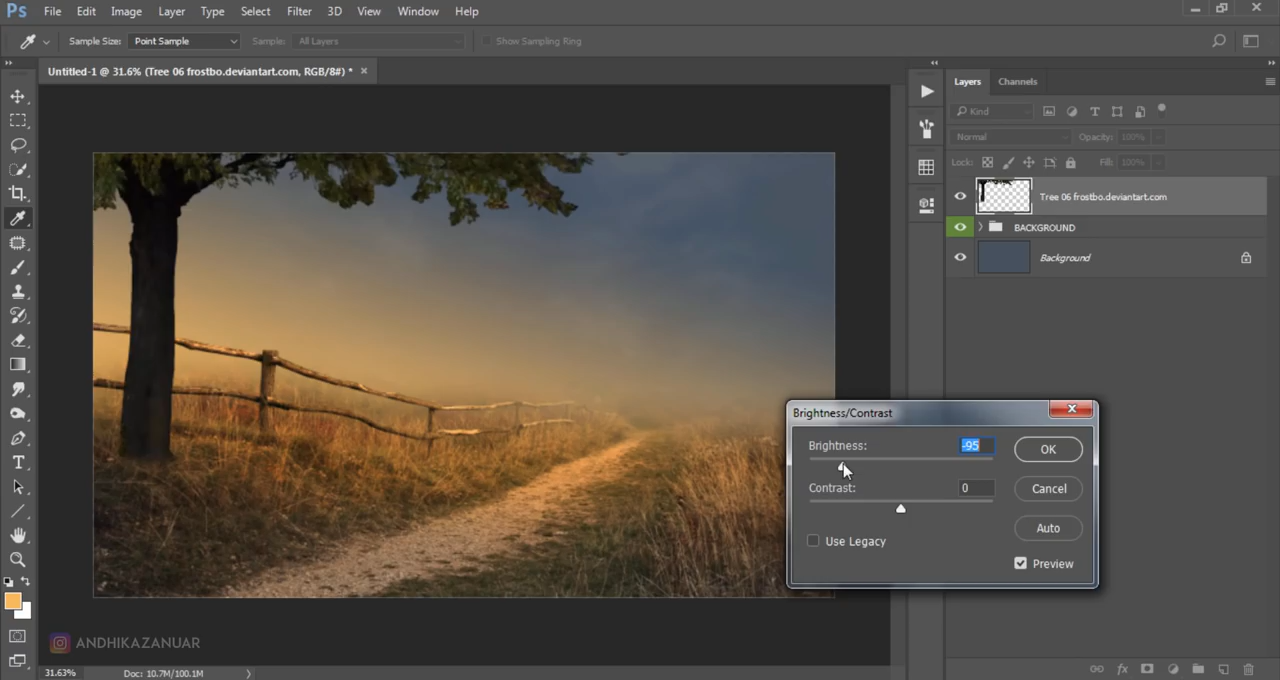 Ps File Edit Image Layer Type Select Filter 3D View Window Help
Sample Size: Point Sample Sample: All Layers Show Sampling Ring
Untitled-1 @ 31.6% (Tree 06 frostbo.deviantart.com, RGB/8#) *
Layers Channels
Kind
Normal Opacity: 100%
Lock: Fill: 100%
Tree 06 frostbo.deviantart.com
BACKGROUND
Background
Brightness/Contrast
Brightness: -95 OK
Contrast: 0 Cancel
Auto
Use Legacy
Preview
ANDHIKAZANUAR
31.63% Doc: 10.7M/100.1M